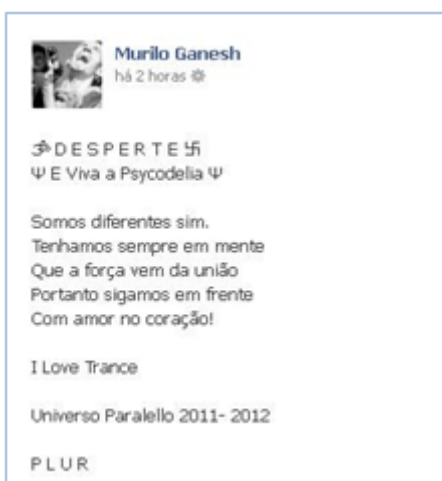 Murilo Ganesh
há 2 horas
ૐ D E S P E R T E 卐
Ψ E Viva a Psycodelia Ψ
Somos diferentes sim.
Tenhamos sempre em mente
Que a força vem da união
Portanto sigamos em frente
Com amor no coração!
I Love Trance
Universo Paralello 2011- 2012
P L U R